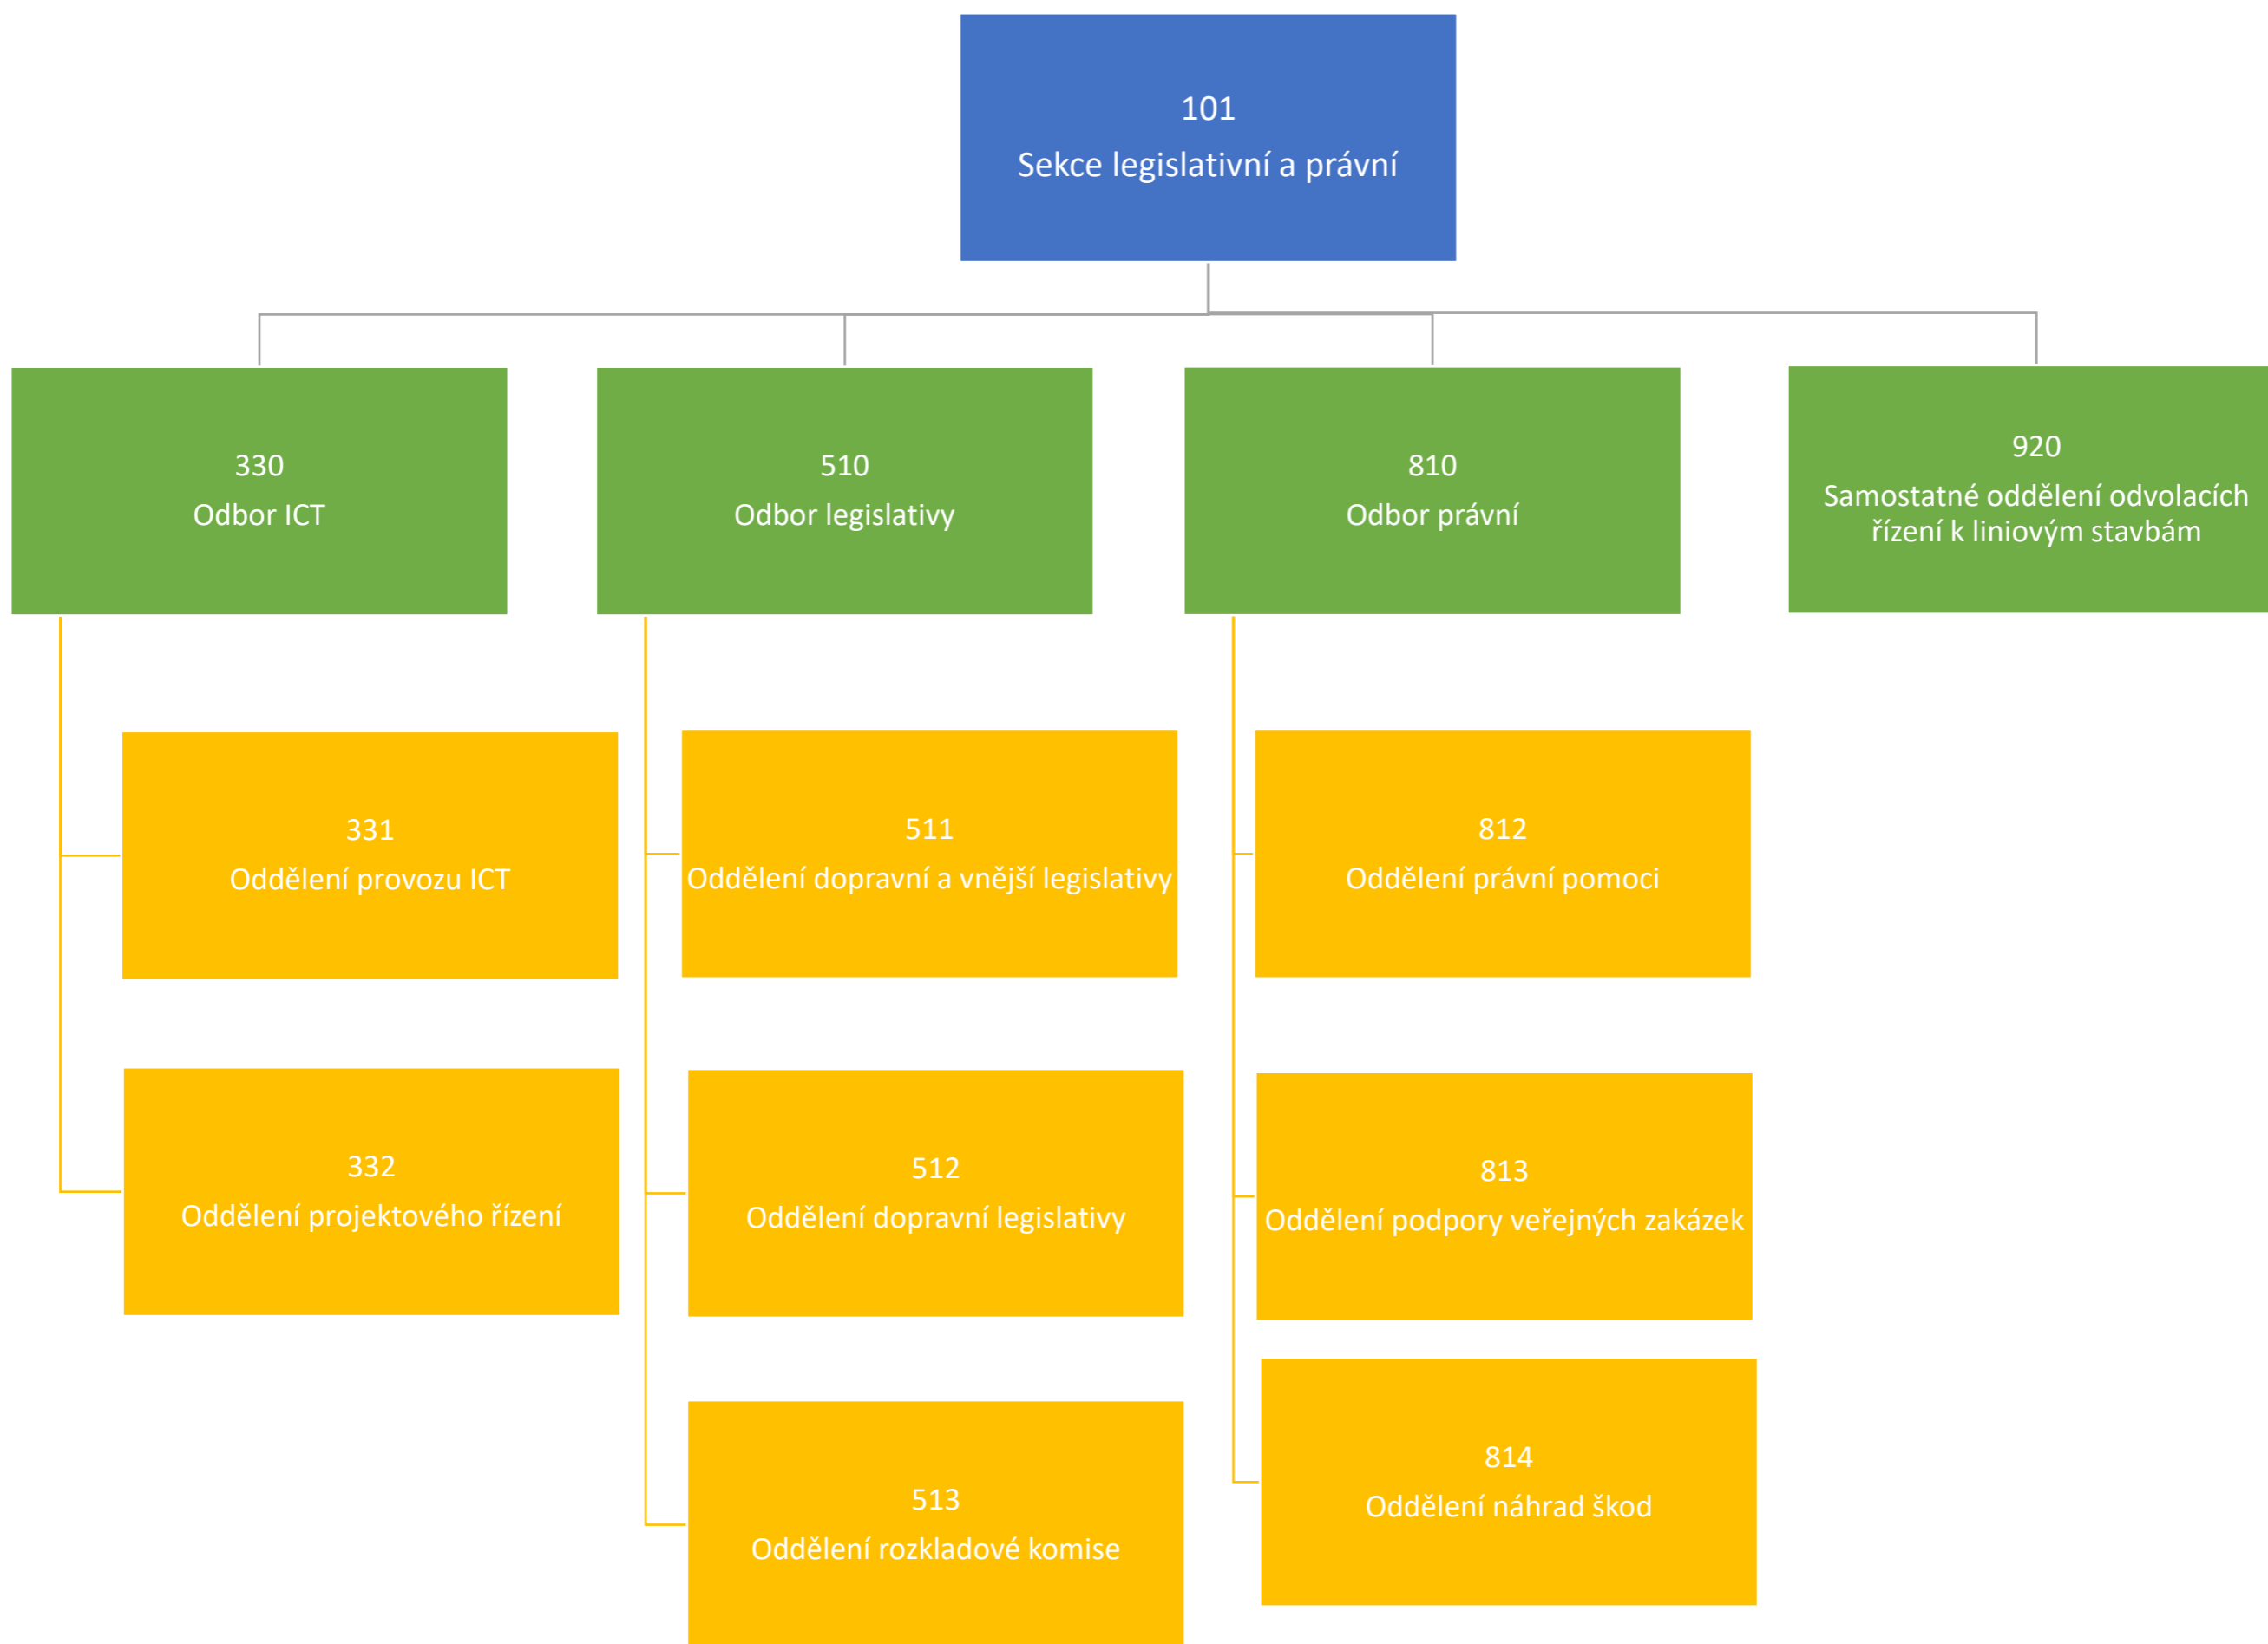 101
Sekce legislativní a právní
330
Odbor ICT
510
Odbor legislativy
810
Odbor právní
920
Samostatné oddělení odvolacích
řízení k liniovým stavbám
331
Oddělení provozu ICT
511
Oddělení dopravní a vnější legislativy
812
Oddělení právní pomoci
332
Oddělení projektového řízení
512
Oddělení dopravní legislativy
813
Oddělení podpory veřejných zakázek
513
Oddělení rozkladové komise
814
Oddělení náhrad škod